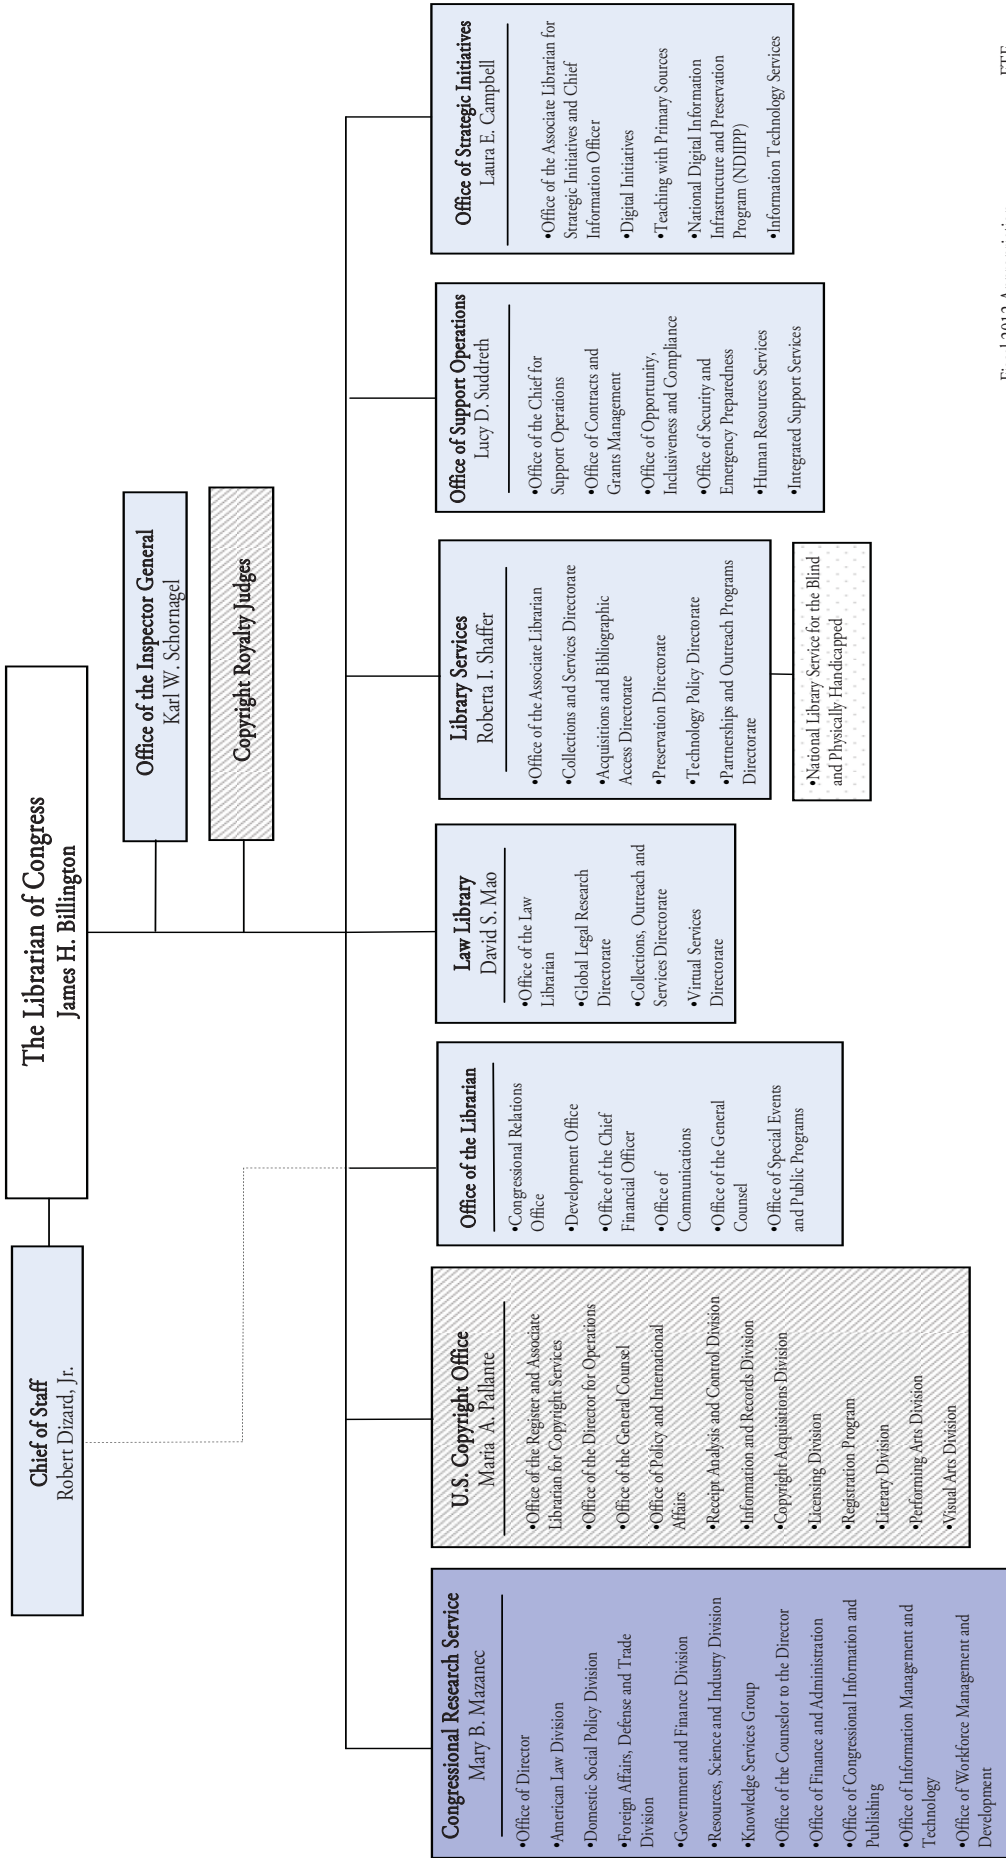 The Librarian of Congress
James H. Billington
Chief of Staff
Robert Dizard, Jr.
Office of the Inspector General
Karl W. Schornagel
Copyright Royalty Judges
Congressional Research Service
Mary B. Mazanec
•Office of Director
•American Law Division
•Domestic Social Policy Division
•Foreign Affairs, Defense and Trade
Division
•Government and Finance Division
•Resources, Science and Industry Division
•Knowledge Services Group
•Office of the Counselor to the Director
•Office of Finance and Administration
•Office of Congressional Information and
Publishing
•Office of Information Management and
Technology
•Office of Workforce Management and
Development
U.S. Copyright Office
Maria A. Pallante
•Office of the Register and Associate
Librarian for Copyright Services
•Office of the Director for Operations
•Office of the General Counsel
•Office of Policy and International
Affairs
•Receipt Analysis and Control Division
•Information and Records Division
•Copyright Acquisitions Division
•Licensing Division
•Registration Program
•Literary Division
•Performing Arts Division
•Visual Arts Division
Office of the Librarian
•Congressional Relations
Office
•Development Office
•Office of the Chief
Financial Officer
•Office of
Communications
•Office of the General
Counsel
•Office of Special Events
and Public Programs
Law Library
David S. Mao
•Office of the Law
Librarian
•Global Legal Research
Directorate
•Collections, Outreach and
Services Directorate
•Virtual Services
Directorate
Library Services
Roberta I. Shaffer
•Office of the Associate Librarian
•Collections and Services Directorate
•Acquisitions and Bibliographic
Access Directorate
•Preservation Directorate
•Technology Policy Directorate
•Partnerships and Outreach Programs
Directorate
•National Library Service for the Blind
and Physically Handicapped
Office of Support Operations
Lucy D. Suddreth
•Office of the Chief for
Support Operations
•Office of Contracts and
Grants Management
•Office of Opportunity,
Inclusiveness and Compliance
•Office of Security and
Emergency Preparedness
•Human Resources Services
•Integrated Support Services
Office of Strategic Initiatives
Laura E. Campbell
•Office of the Associate Librarian for
Strategic Initiatives and Chief
Information Officer
•Digital Initiatives
•Teaching with Primary Sources
•National Digital Information
Infrastructure and Preservation
Program (NDIIPP)
•Information Technology Services